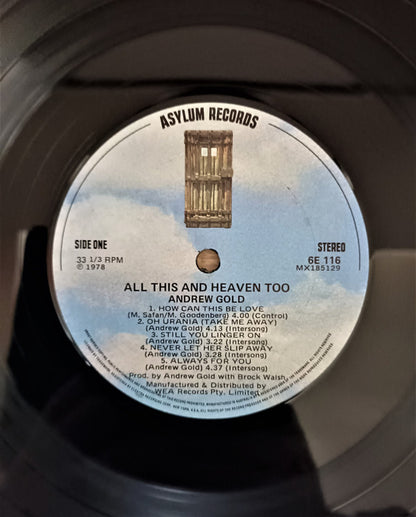 ASYLUM RECORDS
SIDE ONE
33 1/3 RPM
℗ 1978
STEREO
6E 116
MX185129
ALL THIS AND HEAVEN TOO
ANDREW GOLD
1. HOW CAN THIS BE LOVE
(M. Safan/M. Goodenberg) 4.00 (Control)
2. OH URANIA (TAKE ME AWAY)
(Andrew Gold) 4.13 (Intersong)
3. STILL YOU LINGER ON
(Andrew Gold) 3.22 (Intersong)
4. NEVER LET HER SLIP AWAY
(Andrew Gold) 3.28 (Intersong)
5. ALWAYS FOR YOU
(Andrew Gold) 4.37 (Intersong)
Prod. by Andrew Gold with Brock Walsh
Manufactured & Distributed by
WEA Records Pty. Limited